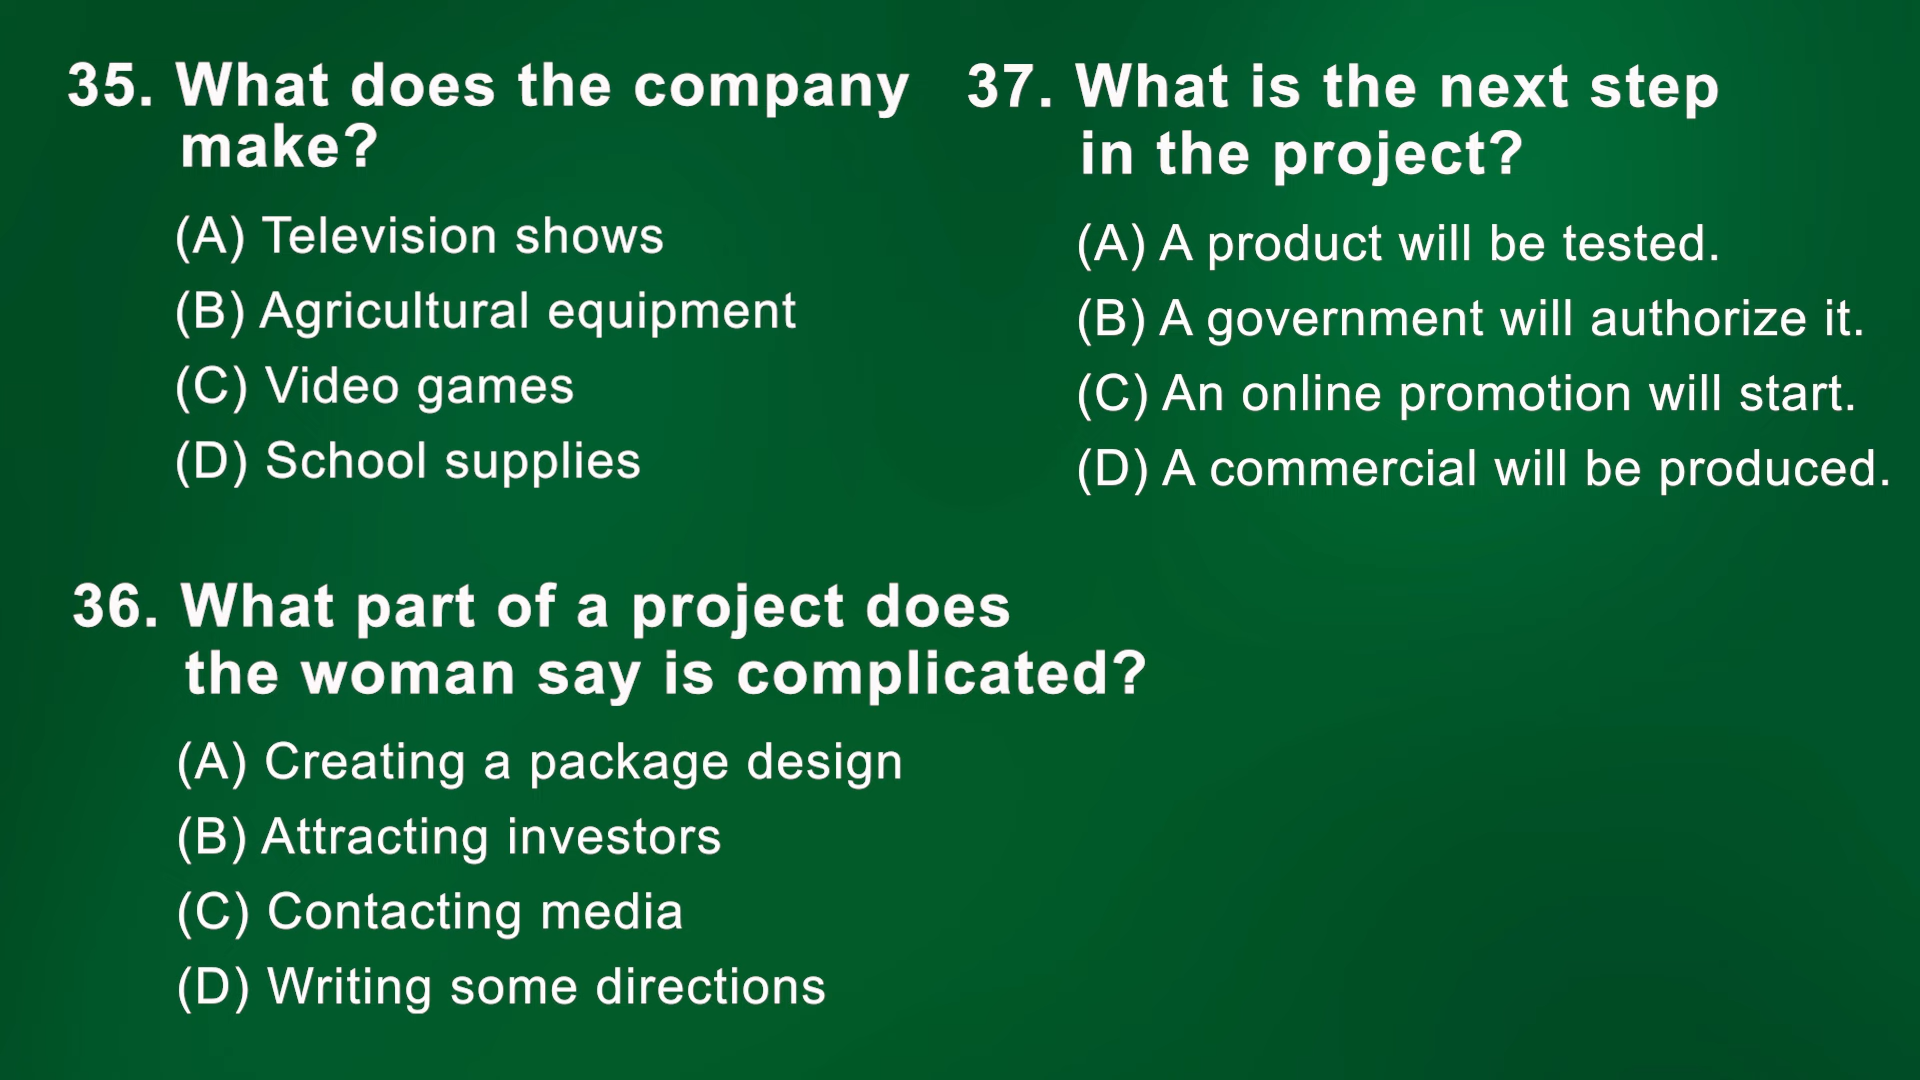 35. What does the company
make?
(A) Television shows
(B) Agricultural equipment
(C) Video games
(D) School supplies
36. What part of a project does
the woman say is complicated?
(A) Creating a package design
(B) Attracting investors
(C) Contacting media
(D) Writing some directions
37. What is the next step
in the project?
(A) A product will be tested.
(B) A government will authorize it.
(C) An online promotion will start.
(D) A commercial will be produced.